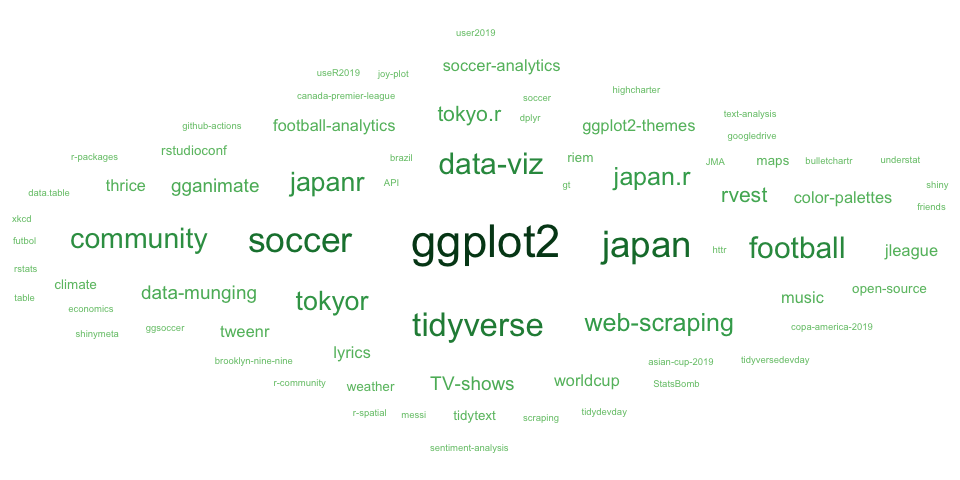 user2019
soccer-analytics
useR2019
joy-plot
canada-premier-league
soccer
highcharter
tokyo.r
dplyr
text-analysis
github-actions
football-analytics
ggplot2-themes
googledrive
r-packages
rstudioconf
brazil
data-viz
riem
JMA
maps
bulletchartr
understat
data.table
thrice
gganimate
japanr
API
gt
japan.r
rvest
color-palettes
shiny
friends
xkcd
futbol
community
soccer
ggplot2
japan
httr
football
jleague
rstats
table
climate
economics
data-munging
tokyor
music
open-source
shinymeta
ggsoccer
tweenr
tidyverse
web-scraping
copa-america-2019
brooklyn-nine-nine
lyrics
asian-cup-2019
tidyversedevday
r-community
weather
TV-shows
worldcup
StatsBomb
r-spatial
messi
tidytext
scraping
tidydevday
sentiment-analysis